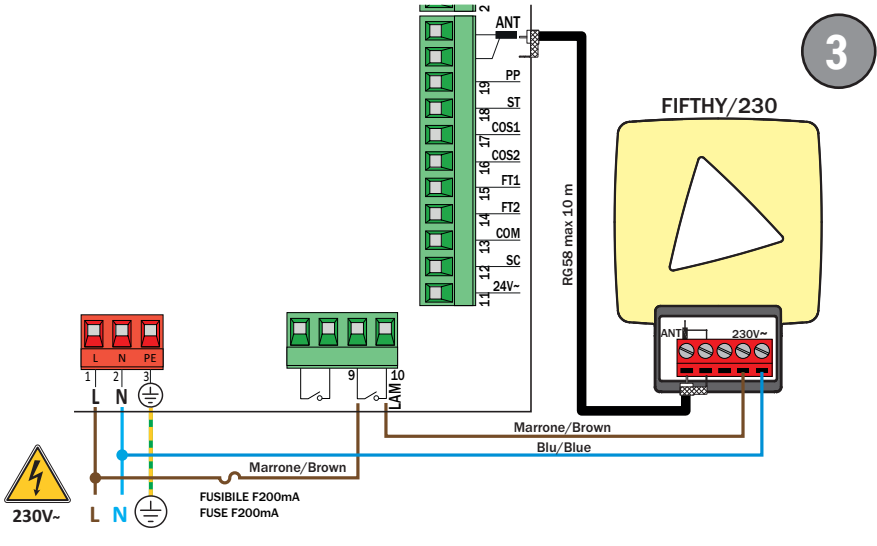 2
ANT
3
PP
19
ST
18
COS1
17
COS2
16
FT1
15
FT2
14
COM
13
SC
12
24V~
11
RG58 max 10 m
FIFTHY/230
ANT
230V~
L N PE
1 2 3
L N
9 10
LAM
Marrone/Brown
Blu/Blue
Marrone/Brown
FUSIBILE F200mA
FUSE F200mA
230V~
L N